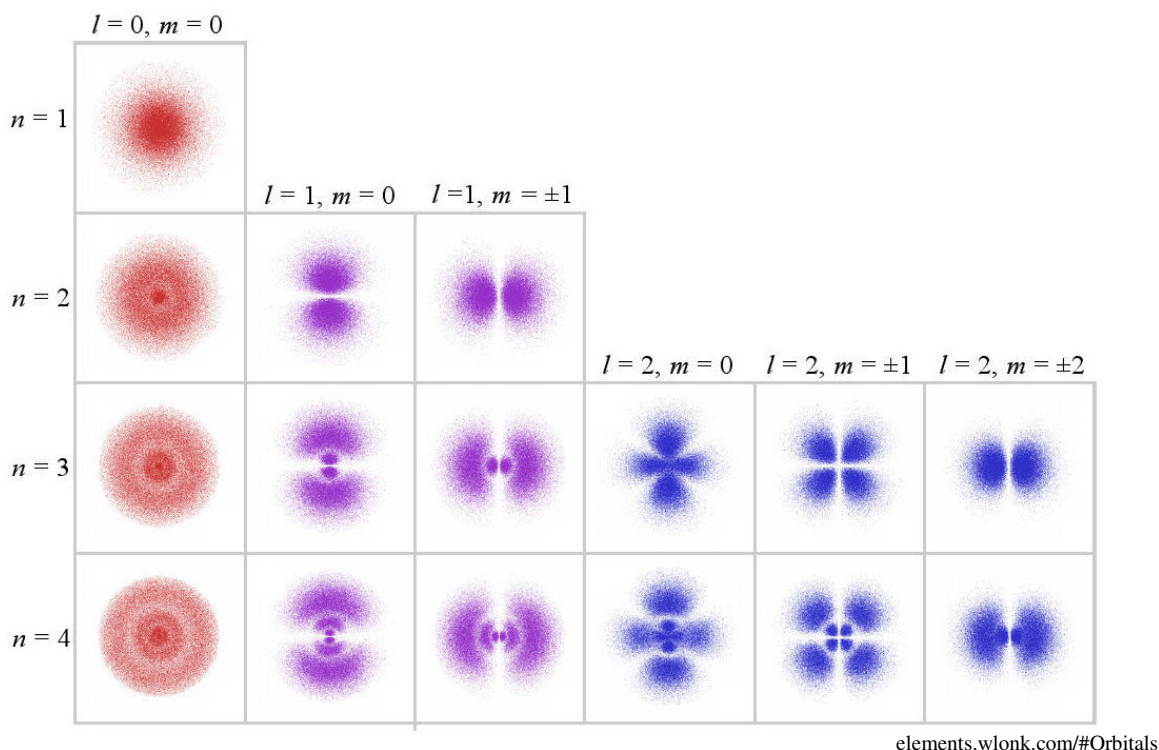 l = 0, m = 0
n = 1
l = 1, m = 0
l =1, m = ±1
n = 2
l = 2, m = 0
l = 2, m = ±1
l = 2, m = ±2
n = 3
n = 4
elements.wlonk.com/#Orbitals